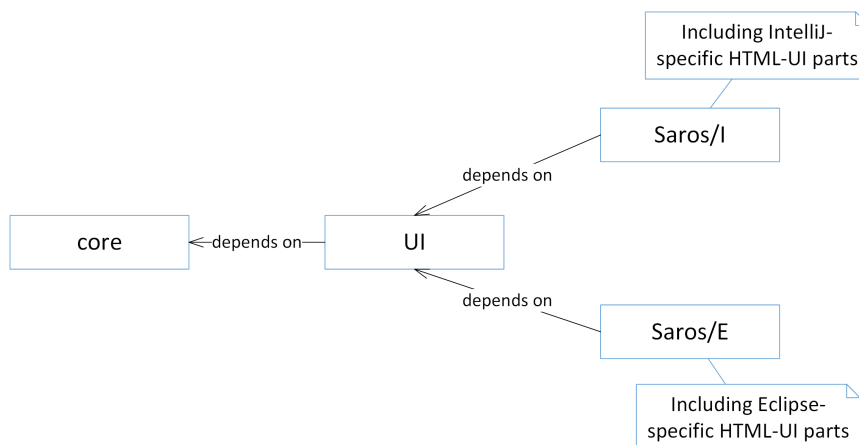 Including IntelliJ-
specific HTML-UI parts
Saros/I
depends on
core
depends on
UI
depends on
Saros/E
Including Eclipse-
specific HTML-UI parts